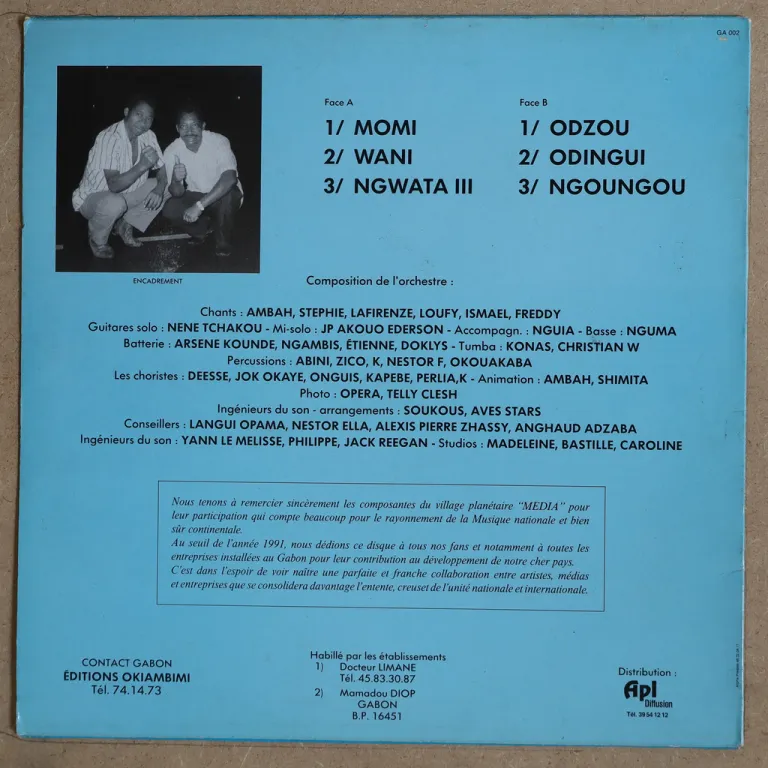 GA 002
Face A
1/ MOMI
2/ WANI
3/ NGWATA III
Face B
1/ ODZOU
2/ ODINGUI
3/ NGOUNGOU
ENCADREMENT
Composition de l'orchestre :
Chants : AMBAH, STEPHIE, LAFIRENZE, LOUFY, ISMAEL, FREDDY
Guitares solo : NENE TCHAKOU - Mi-solo : JP AKOUO EDERSON - Accompagn. : NGUIA - Basse : NGUMA
Batterie : ARSENE KOUNDE, NGAMBIS, ÉTIENNE, DOKLYS - Tumba : KONAS, CHRISTIAN W
Percussions : ABINI, ZICO, K, NESTOR F, OKOUAKABA
Les choristes : DEESSE, JOK OKAYE, ONGUIS, KAPEBE, PERLIA,K - Animation : AMBAH, SHIMITA
Photo : OPERA, TELLY CLESH
Ingénieurs du son - arrangements : SOUKOUS, AVES STARS
Conseillers : LANGUI OPAMA, NESTOR ELLA, ALEXIS PIERRE ZHASSY, ANGHAUD ADZABA
Ingénieurs du son : YANN LE MELISSE, PHILIPPE, JACK REEGAN - Studios : MADELEINE, BASTILLE, CAROLINE
Nous tenons à remercier sincèrement les composantes du village planétaire "MEDIA" pour
leur participation qui compte beaucoup pour le rayonnement de la Musique nationale et bien
sûr continentale.
Au seuil de l'année 1991, nous dédions ce disque à tous nos fans et notamment à toutes les
entreprises installées au Gabon pour leur contribution au développement de notre cher pays.
C'est dans l'espoir de voir naître une parfaite et franche collaboration entre artistes, médias
et entreprises que se consolidera davantage l'entente, creuset de l'unité nationale et internationale.
CONTACT GABON
ÉDITIONS OKIAMBIMI
Tél. 74.14.73
Habillé par les établissements
1) Docteur LIMANE
Tél. 45.83.30.87
2) Mamadou DIOP
GABON
B.P. 16451
Distribution :
Apl
Diffusion
Tél. 39 54 12 12